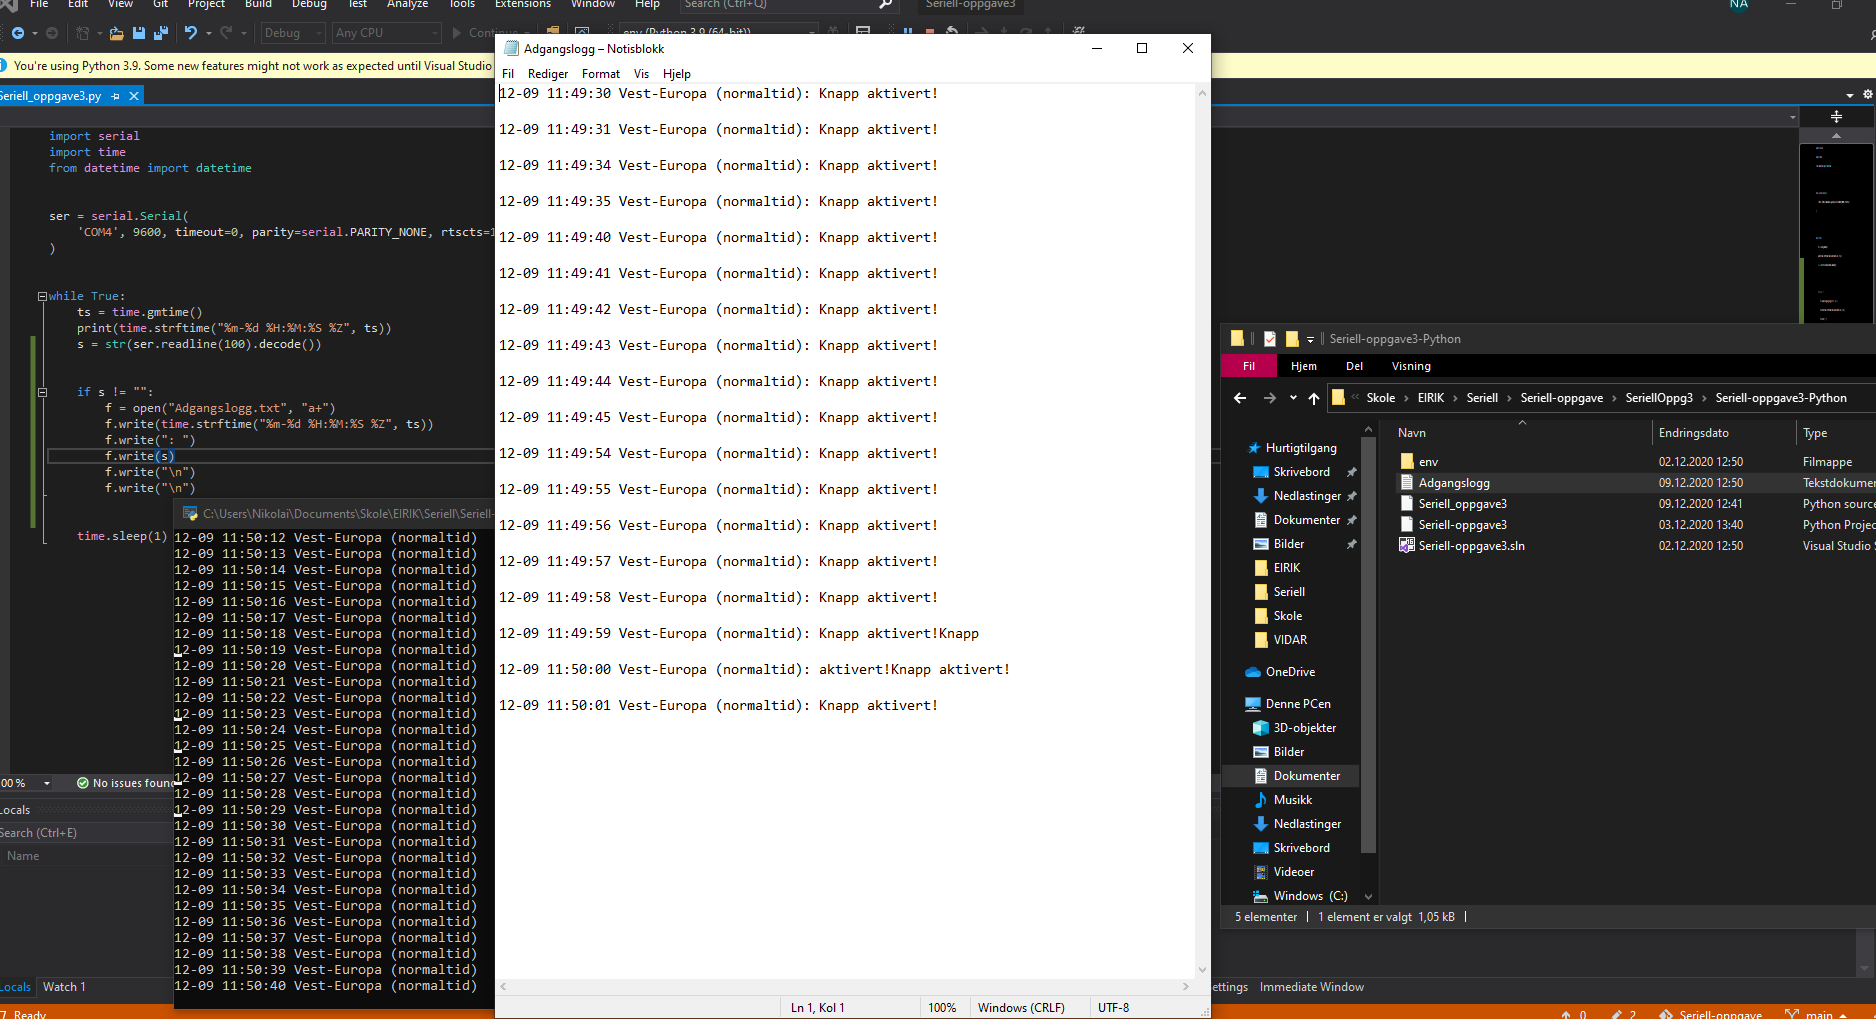 File Edit View Git Project Build Debug Test Analyze Tools Extensions Window Help Search (Ctrl+Q) Seriell-oppgave3 NA
Debug Any CPU Continue env (Python 3.9 (64-bit))
You're using Python 3.9. Some new features might not work as expected until Visual Studio
Seriell_oppgave3.py
import serial
import time
from datetime import datetime
ser = serial.Serial(
'COM4', 9600, timeout=0, parity=serial.PARITY_NONE, rtscts=1
)
while True:
ts = time.gmtime()
print(time.strftime("%m-%d %H:%M:%S %Z", ts))
s = str(ser.readline(100).decode())
if s != "":
f = open("Adgangslogg.txt", "a+")
f.write(time.strftime("%m-%d %H:%M:%S %Z", ts))
f.write(": ")
f.write(s)
f.write("\n")
f.write("\n")
time.sleep(1)
00 % No issues found
Locals
Search (Ctrl+E)
Name
Locals Watch 1
Ready
C:\Users\Nikolai\Documents\Skole\EIRIK\Seriell\Seriell-
12-09 11:50:12 Vest-Europa (normaltid)
12-09 11:50:13 Vest-Europa (normaltid)
12-09 11:50:14 Vest-Europa (normaltid)
12-09 11:50:15 Vest-Europa (normaltid)
12-09 11:50:16 Vest-Europa (normaltid)
12-09 11:50:17 Vest-Europa (normaltid)
12-09 11:50:18 Vest-Europa (normaltid)
12-09 11:50:19 Vest-Europa (normaltid)
12-09 11:50:20 Vest-Europa (normaltid)
12-09 11:50:21 Vest-Europa (normaltid)
12-09 11:50:22 Vest-Europa (normaltid)
12-09 11:50:23 Vest-Europa (normaltid)
12-09 11:50:24 Vest-Europa (normaltid)
12-09 11:50:25 Vest-Europa (normaltid)
12-09 11:50:26 Vest-Europa (normaltid)
12-09 11:50:27 Vest-Europa (normaltid)
12-09 11:50:28 Vest-Europa (normaltid)
12-09 11:50:29 Vest-Europa (normaltid)
12-09 11:50:30 Vest-Europa (normaltid)
12-09 11:50:31 Vest-Europa (normaltid)
12-09 11:50:32 Vest-Europa (normaltid)
12-09 11:50:33 Vest-Europa (normaltid)
12-09 11:50:34 Vest-Europa (normaltid)
12-09 11:50:35 Vest-Europa (normaltid)
12-09 11:50:36 Vest-Europa (normaltid)
12-09 11:50:37 Vest-Europa (normaltid)
12-09 11:50:38 Vest-Europa (normaltid)
12-09 11:50:39 Vest-Europa (normaltid)
12-09 11:50:40 Vest-Europa (normaltid)
Adgangslogg – Notisblokk
Fil Rediger Format Vis Hjelp
12-09 11:49:30 Vest-Europa (normaltid): Knapp aktivert!
12-09 11:49:31 Vest-Europa (normaltid): Knapp aktivert!
12-09 11:49:34 Vest-Europa (normaltid): Knapp aktivert!
12-09 11:49:35 Vest-Europa (normaltid): Knapp aktivert!
12-09 11:49:40 Vest-Europa (normaltid): Knapp aktivert!
12-09 11:49:41 Vest-Europa (normaltid): Knapp aktivert!
12-09 11:49:42 Vest-Europa (normaltid): Knapp aktivert!
12-09 11:49:43 Vest-Europa (normaltid): Knapp aktivert!
12-09 11:49:44 Vest-Europa (normaltid): Knapp aktivert!
12-09 11:49:45 Vest-Europa (normaltid): Knapp aktivert!
12-09 11:49:54 Vest-Europa (normaltid): Knapp aktivert!
12-09 11:49:55 Vest-Europa (normaltid): Knapp aktivert!
12-09 11:49:56 Vest-Europa (normaltid): Knapp aktivert!
12-09 11:49:57 Vest-Europa (normaltid): Knapp aktivert!
12-09 11:49:58 Vest-Europa (normaltid): Knapp aktivert!
12-09 11:49:59 Vest-Europa (normaltid): Knapp aktivert!Knapp
12-09 11:50:00 Vest-Europa (normaltid): aktivert!Knapp aktivert!
12-09 11:50:01 Vest-Europa (normaltid): Knapp aktivert!
Ln 1, Kol 1 100% Windows (CRLF) UTF-8
Seriell-oppgave3-Python
Fil Hjem Del Visning
Skole EIRIK Seriell Seriell-oppgave SeriellOppg3 Seriell-oppgave3-Python
Hurtigtilgang
Skrivebord
Nedlastinger
Dokumenter
Bilder
EIRIK
Seriell
Skole
VIDAR
OneDrive
Denne PCen
3D-objekter
Bilder
Dokumenter
Musikk
Nedlastinger
Skrivebord
Videoer
Windows (C:)
Navn Endringsdato Type
env 02.12.2020 12:50 Filmappe
Adgangslogg 09.12.2020 12:50 Tekstdokume
Seriell_oppgave3 09.12.2020 12:41 Python source
Seriell-oppgave3 03.12.2020 13:40 Python Projec
Seriell-oppgave3.sln 02.12.2020 12:50 Visual Studio S
5 elementer 1 element er valgt 1,05 kB
ettings Immediate Window
0 2 Seriell-oppgave main